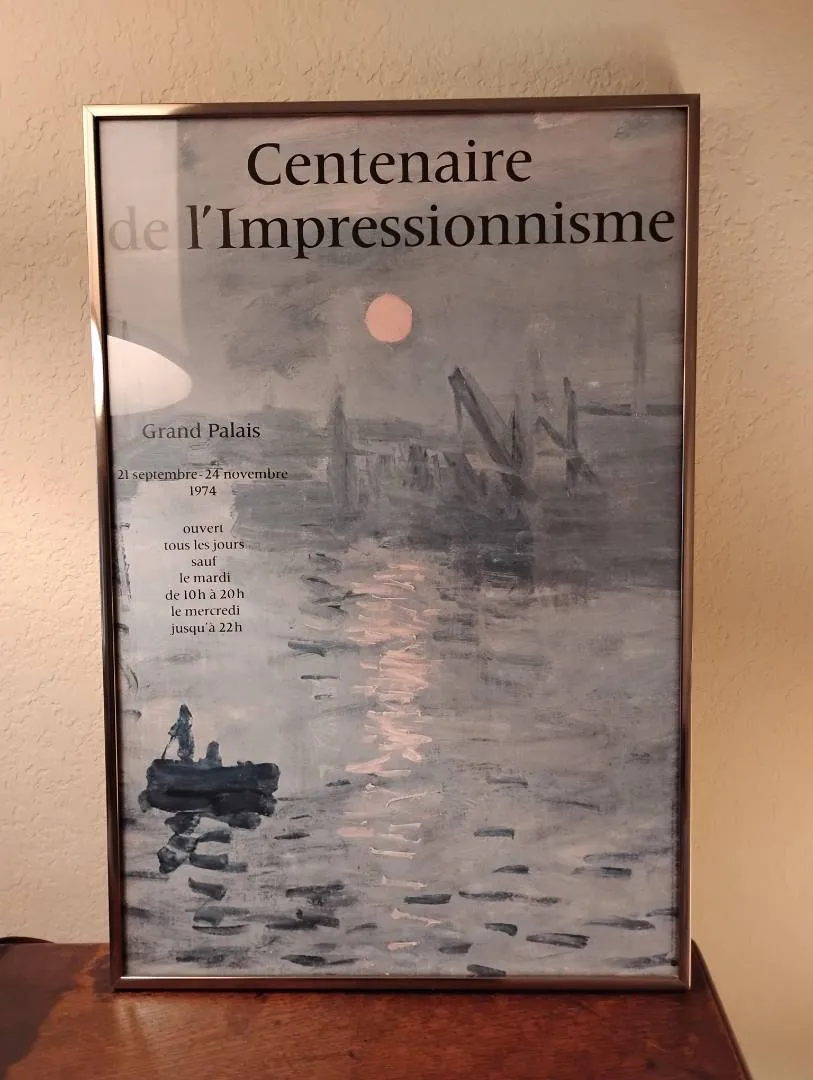 Centenaire
de l'Impressionnisme
Grand Palais
21 septembre-24 novembre
1974
ouvert
tous les jours
sauf
le mardi
de 10h à 20h
le mercredi
jusqu'à 22h